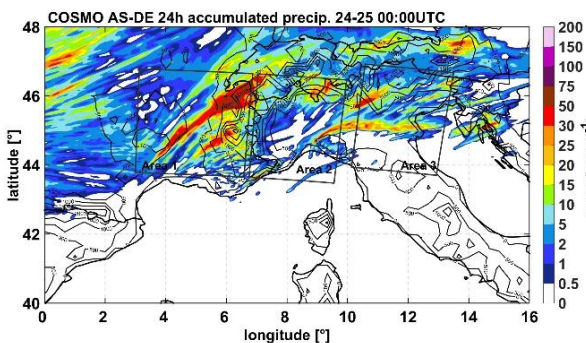 COSMO AS-DE 24h accumulated precip. 24-25 00:00UTC
48
46
44
42
40
latitude [°]
Area 1
Area 2
Area 3
0 2 4 6 8 10 12 14 16
longitude [°]
200
150
100
75
50
30
25
20
15
10
5
2
1
0.5
0